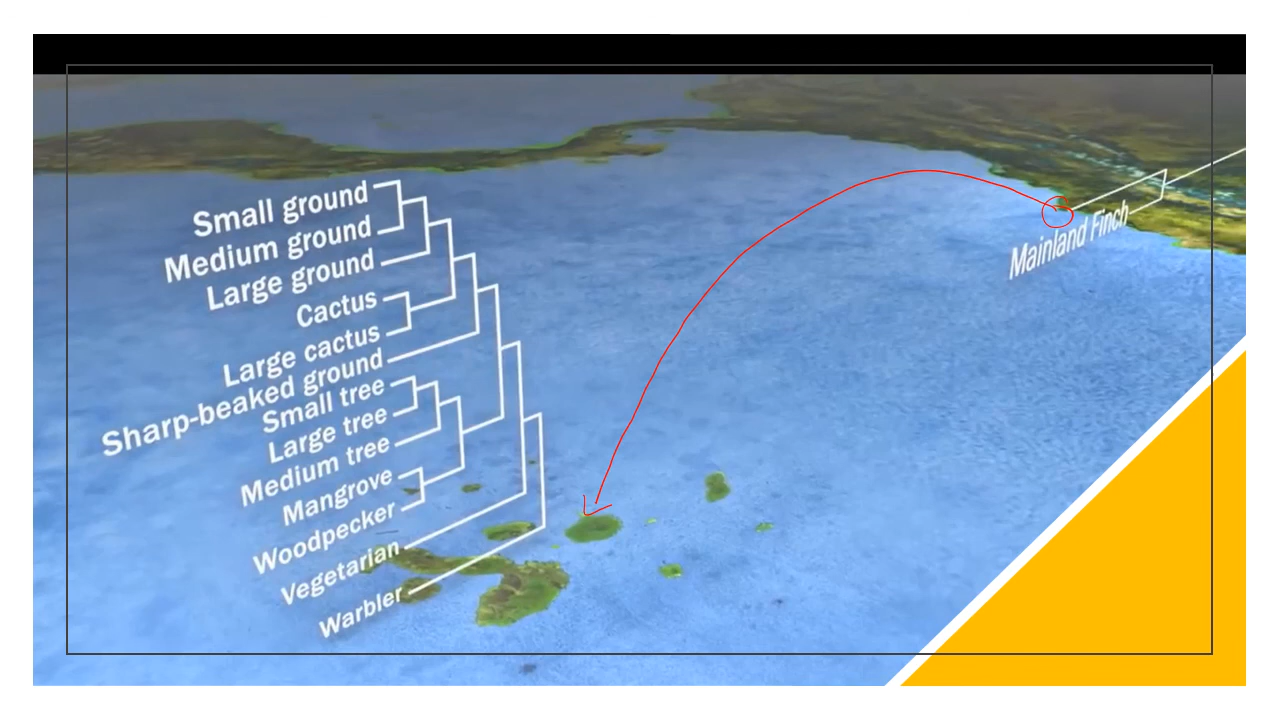 Small ground
Medium ground
Large ground
Cactus
Large cactus
Sharp-beaked ground
Small tree
Large tree
Medium tree
Mangrove
Woodpecker
Vegetarian
Warbler
Mainland Finch